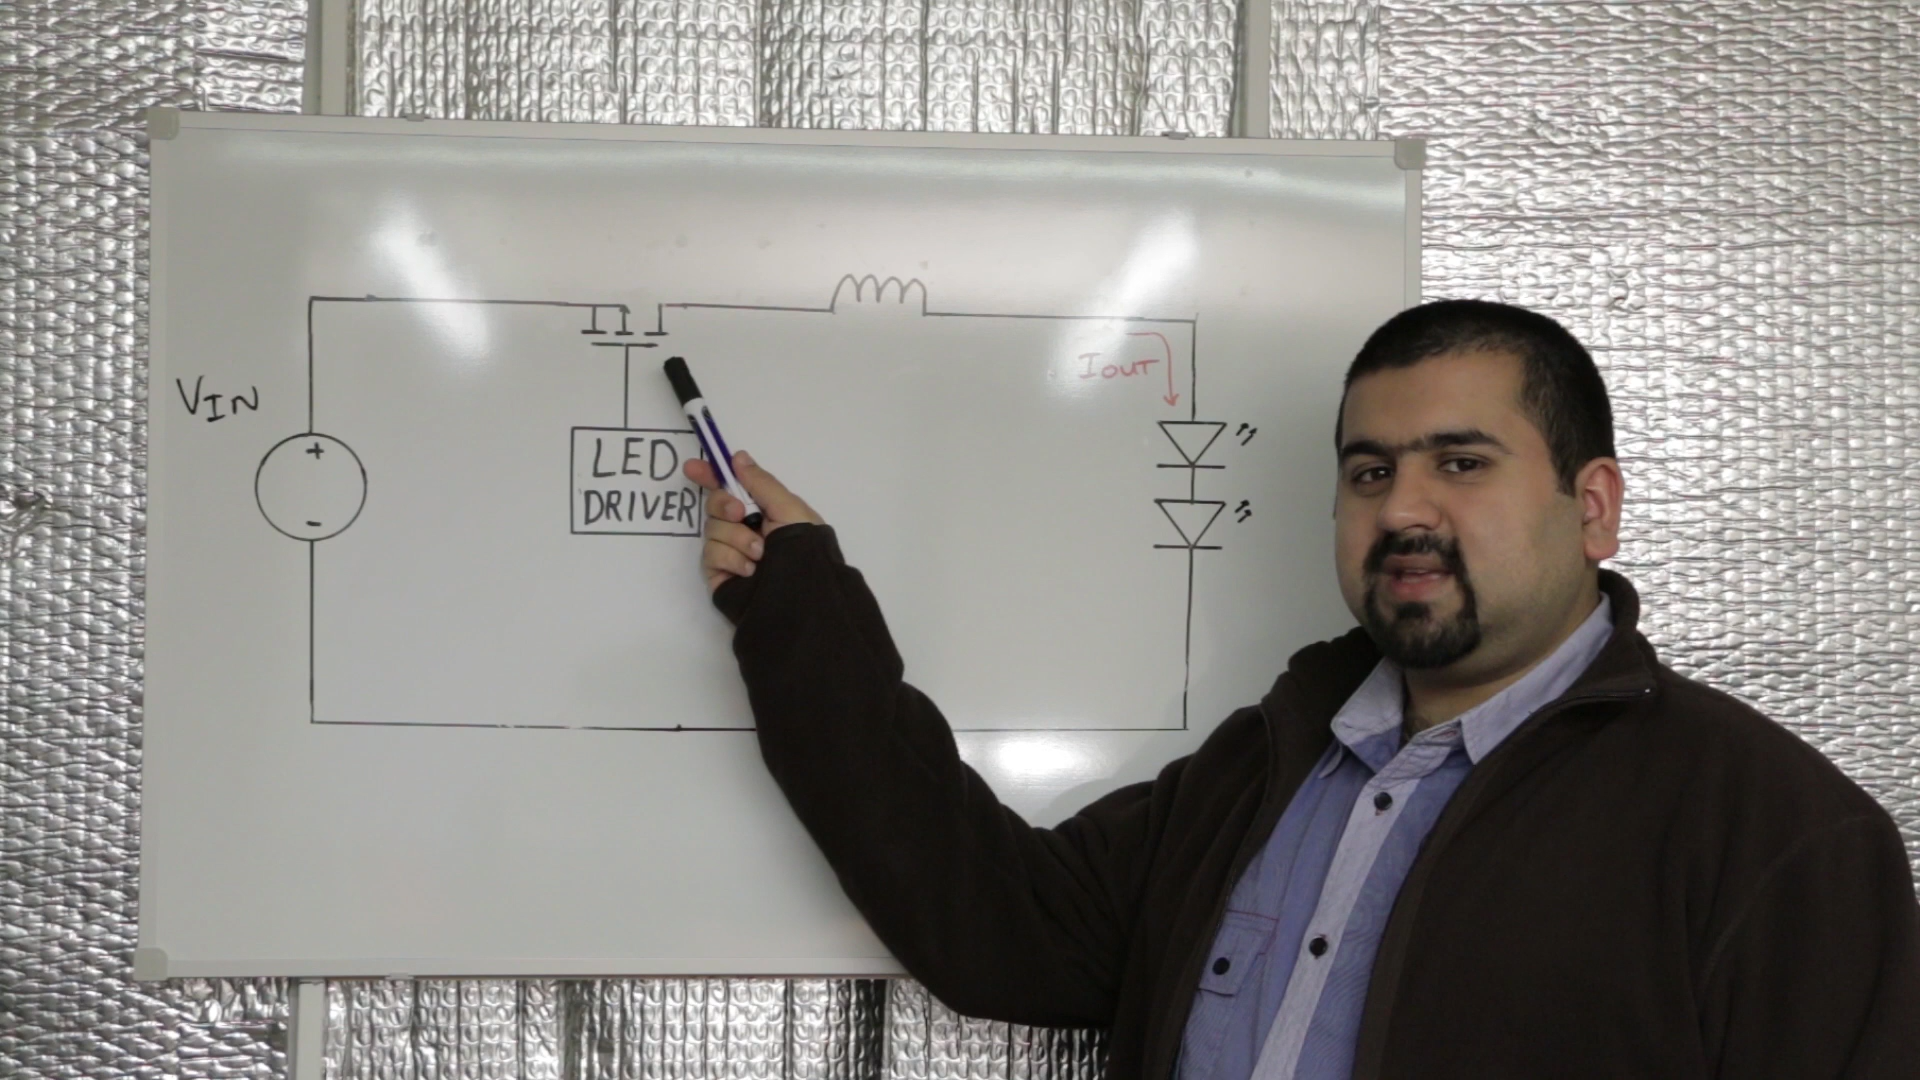 VIN
+
-
LED
DRIVER
IOUT